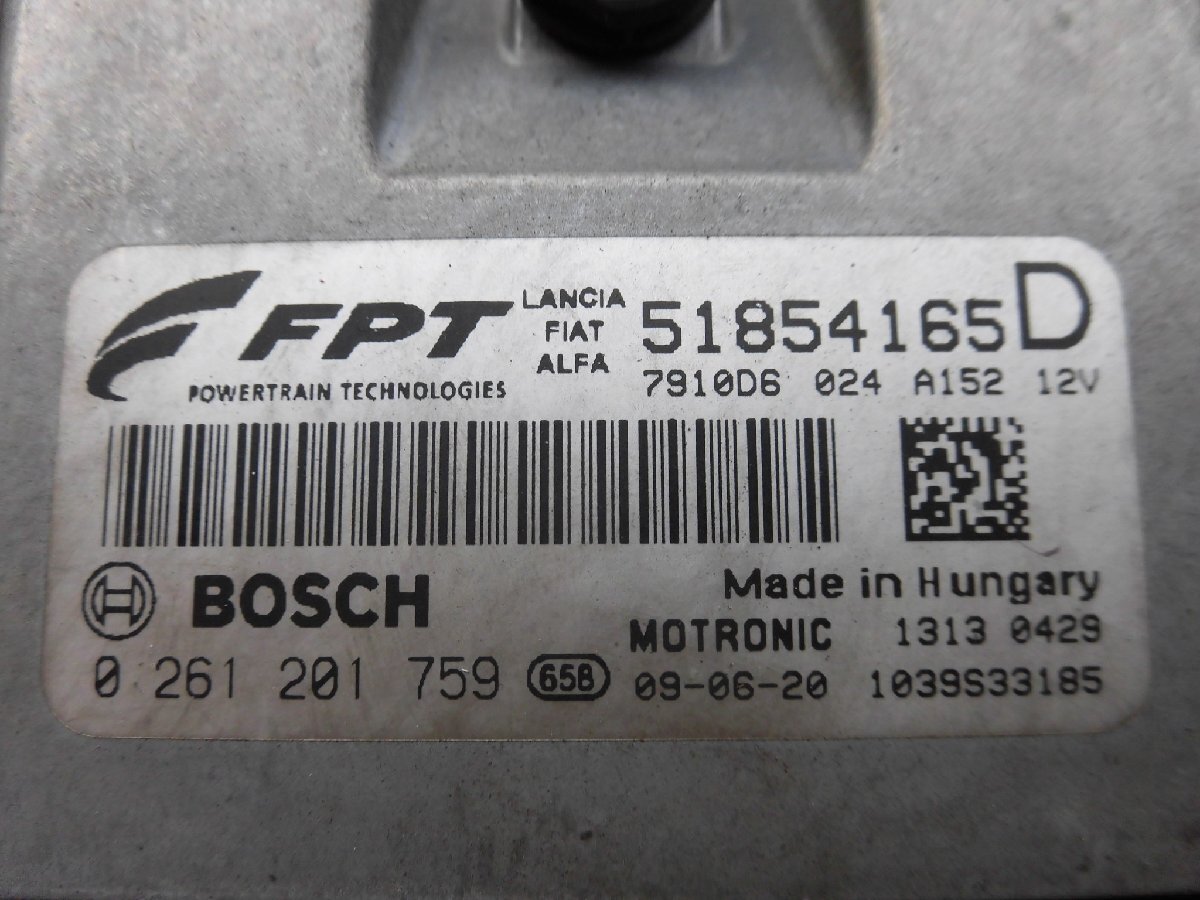 FPT
POWERTRAIN TECHNOLOGIES
LANCIA
FIAT
ALFA
51854165D
7910D6 024 A152 12V
BOSCH
Made in Hungary
MOTRONIC 1313 0429
0 261 201 759 65B 09-06-20 1039S33185